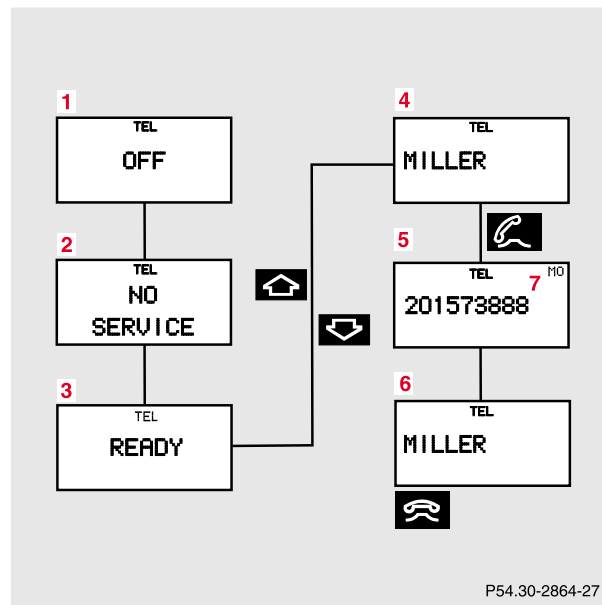 1
TEL
OFF
2
TEL
NO
SERVICE
3
TEL
READY
4
TEL
MILLER
5
TEL
7
MO
201573888
6
TEL
MILLER
P54.30-2864-27